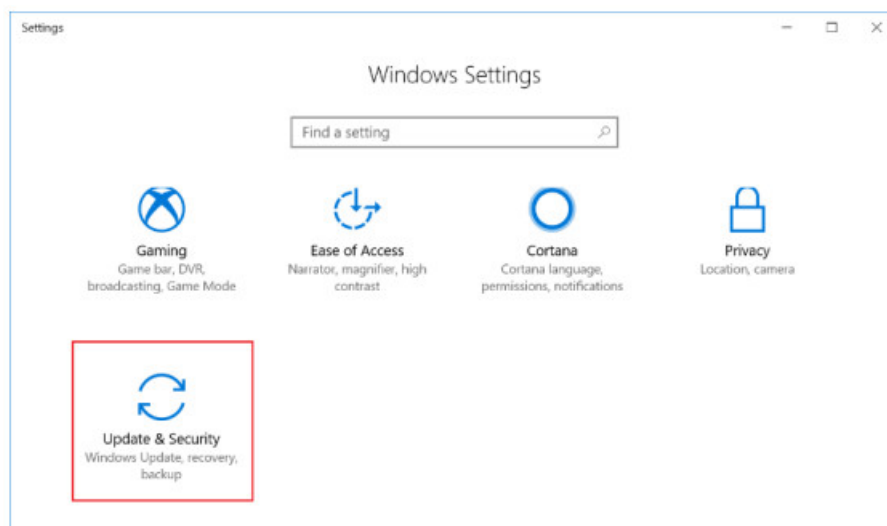 Settings
Windows Settings
Find a setting
Gaming
Game bar, DVR,
broadcasting, Game Mode
Ease of Access
Narrator, magnifier, high
contrast
Cortana
Cortana language,
permissions, notifications
Privacy
Location, camera
Update & Security
Windows Update, recovery,
backup